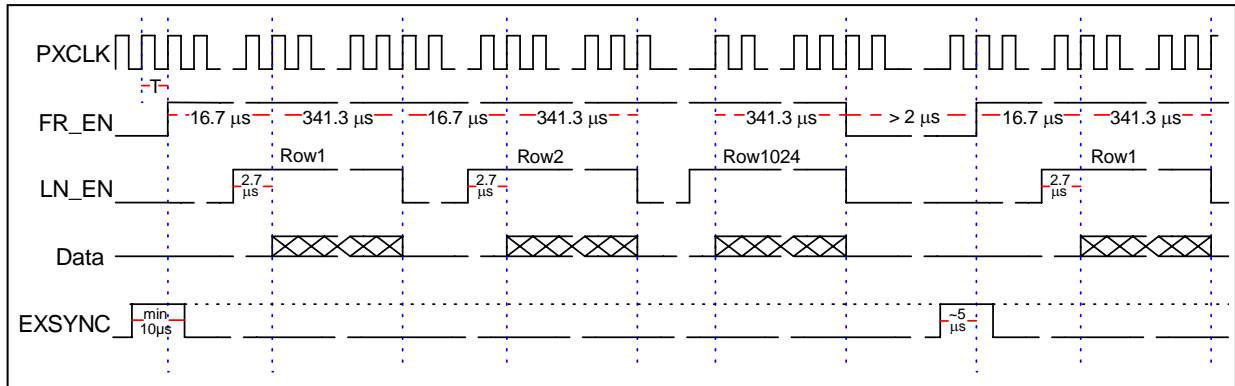 PXCLK
T
FR_EN
16.7 µs
341.3 µs
16.7 µs
341.3 µs
341.3 µs
> 2 µs
16.7 µs
341.3 µs
LN_EN
Row1
2.7
µs
Row2
2.7
µs
Row1024
Row1
2.7
µs
Data
EXSYNC
min
10µs
~5
µs